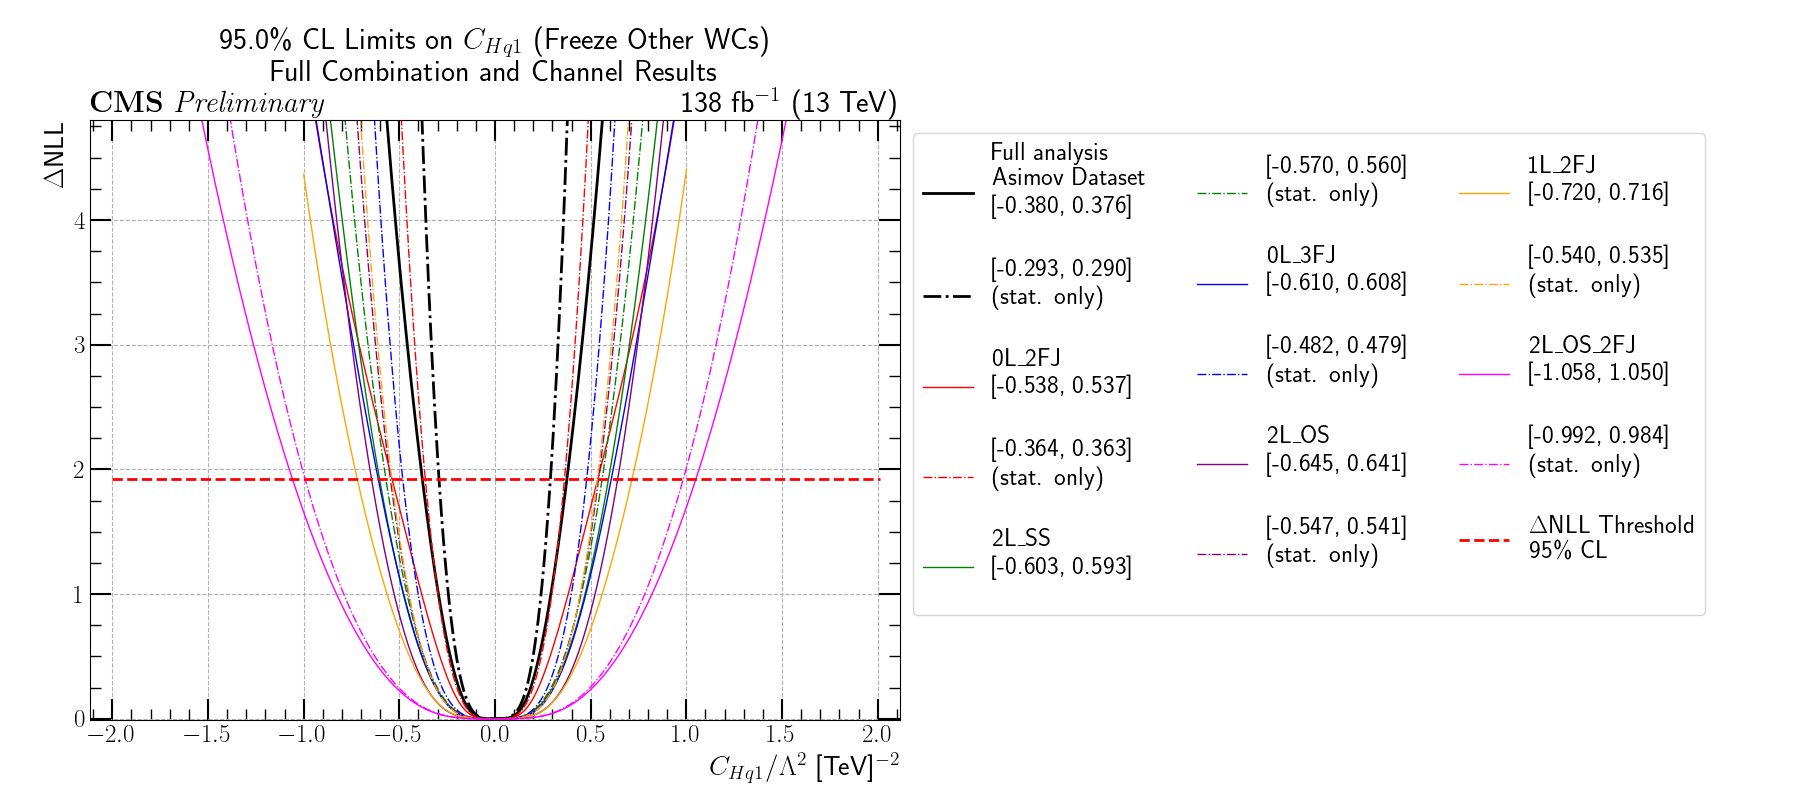 95.0% CL Limits on C_{Hq1} (Freeze Other WCs)
Full Combination and Channel Results
CMS Preliminary
138 fb⁻¹ (13 TeV)
ΔNLL
4
3
2
1
0
−2.0 −1.5 −1.0 −0.5 0.0 0.5 1.0 1.5 2.0
C_{Hq1}/Λ² [TeV]⁻²
Full analysis
Asimov Dataset
[-0.380, 0.376]
[-0.293, 0.290]
(stat. only)
0L_2FJ
[-0.538, 0.537]
[-0.364, 0.363]
(stat. only)
2L_SS
[-0.603, 0.593]
[-0.570, 0.560]
(stat. only)
0L_3FJ
[-0.610, 0.608]
[-0.482, 0.479]
(stat. only)
2L_OS
[-0.645, 0.641]
[-0.547, 0.541]
(stat. only)
1L_2FJ
[-0.720, 0.716]
[-0.540, 0.535]
(stat. only)
2L_OS_2FJ
[-1.058, 1.050]
[-0.992, 0.984]
(stat. only)
ΔNLL Threshold
95% CL